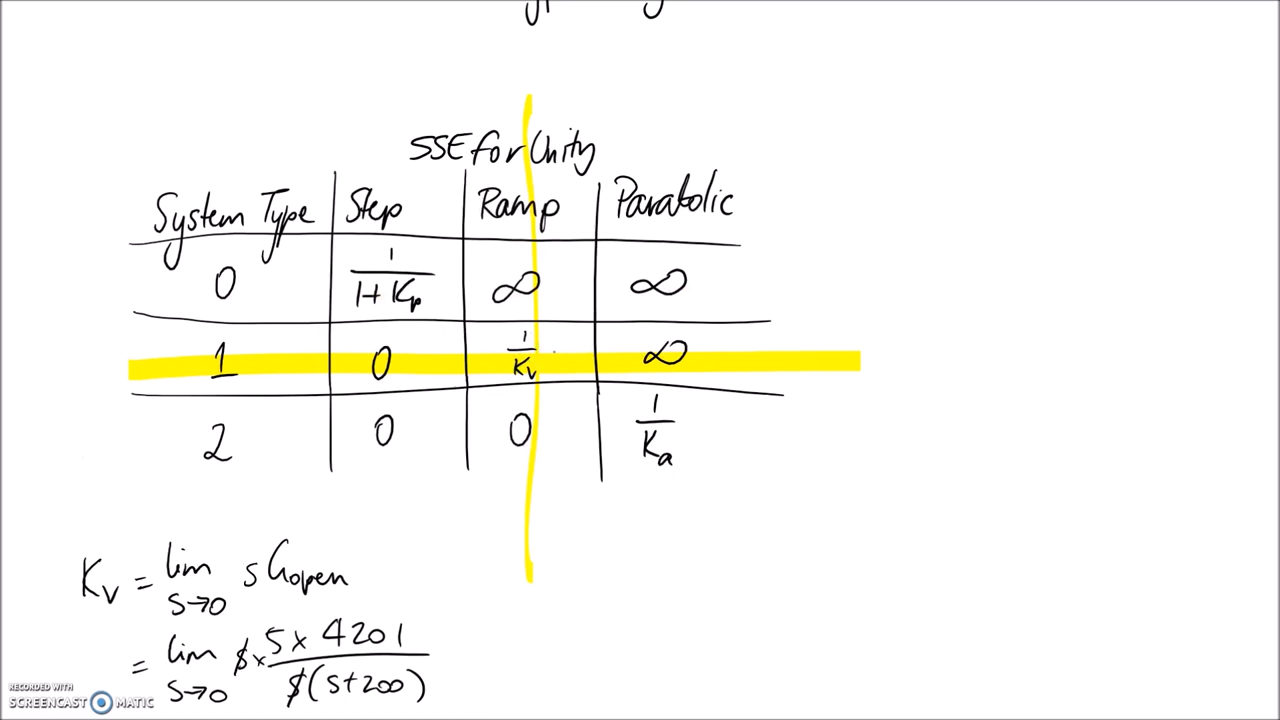 SSE for Unity
System Type Step Ramp Parabolic
0 1/(1+Kp) ∞ ∞
1 0 1/Kv ∞
2 0 0 1/Ka
Kv = lim s→0 s Gopen
= lim s→0 s × 5 × 4201 / s(s+200)
RECORDED WITH
SCREENCAST MATIC